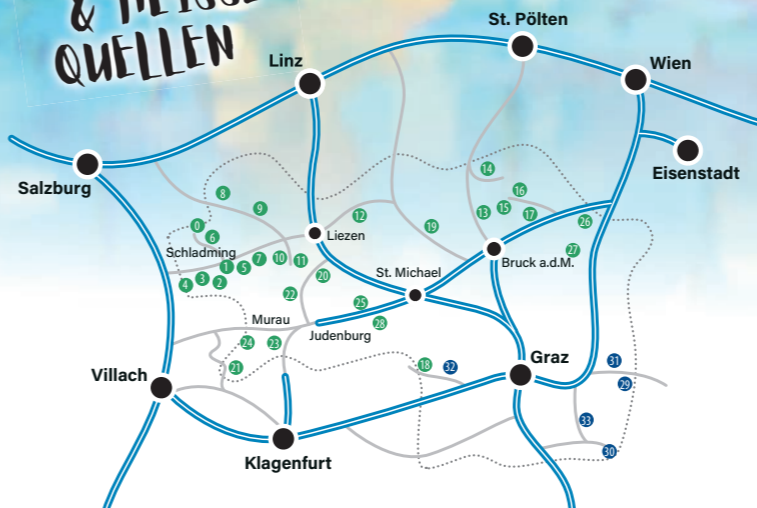 &
QUELLEN
St. Pölten
Linz
Wien
Eisenstadt
Salzburg
14
8
16
9
12
13
15
17
26
0
19
6
Liezen
27
Schladming
Bruck a.d.M.
7
10
11
1
5
St. Michael
20
3
2
4
22
25
Murau
28
Judenburg
24
23
Graz
31
21
18
32
Villach
29
33
30
Klagenfurt